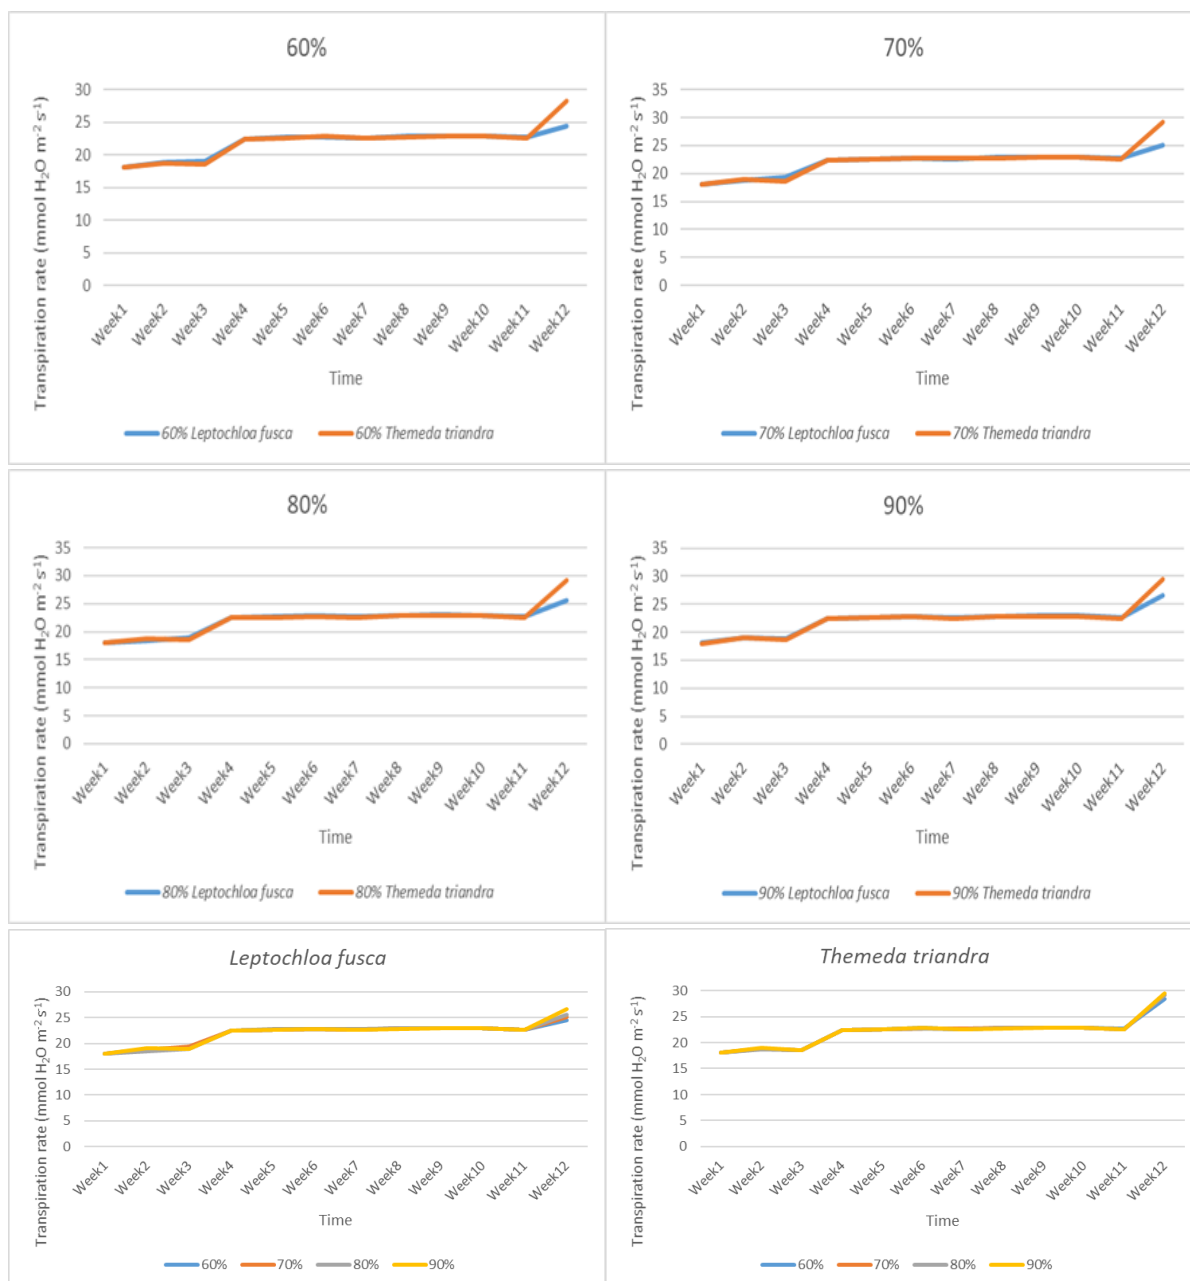 60%
Transpiration rate (mmol H₂O m⁻² s⁻¹)
30
25
20
15
10
5
0
Week1
Week2
Week3
Week4
Week5
Week6
Week7
Week8
Week9
Week10
Week11
Week12
Time
60% Leptochloa fusca
60% Themeda triandra
70%
Transpiration rate (mmol H₂O m⁻² s⁻¹)
35
30
25
20
15
10
5
0
Week1
Week2
Week3
Week4
Week5
Week6
Week7
Week8
Week9
Week10
Week11
Week12
Time
70% Leptochloa fusca
70% Themeda triandra
80%
Transpiration rate (mmol H₂O m⁻² s⁻¹)
35
30
25
20
15
10
5
0
Week1
Week2
Week3
Week4
Week5
Week6
Week7
Week8
Week9
Week10
Week11
Week12
Time
80% Leptochloa fusca
80% Themeda triandra
90%
Transpiration rate (mmol H₂O m⁻² s⁻¹)
35
30
25
20
15
10
5
0
Week1
Week2
Week3
Week4
Week5
Week6
Week7
Week8
Week9
Week10
Week11
Week12
Time
90% Leptochloa fusca
90% Themeda triandra
Leptochloa fusca
Transpiration rate (mmol H₂O m⁻² s⁻¹)
30
25
20
15
10
5
0
Week1
Week2
Week3
Week4
Week5
Week6
Week7
Week8
Week9
Week10
Week11
Week12
Time
60%
70%
80%
90%
Themeda triandra
Transpiration rate (mmol H₂O m⁻² s⁻¹)
30
25
20
15
10
5
0
Week1
Week2
Week3
Week4
Week5
Week6
Week7
Week8
Week9
Week10
Week11
Week12
Time
60%
70%
80%
90%